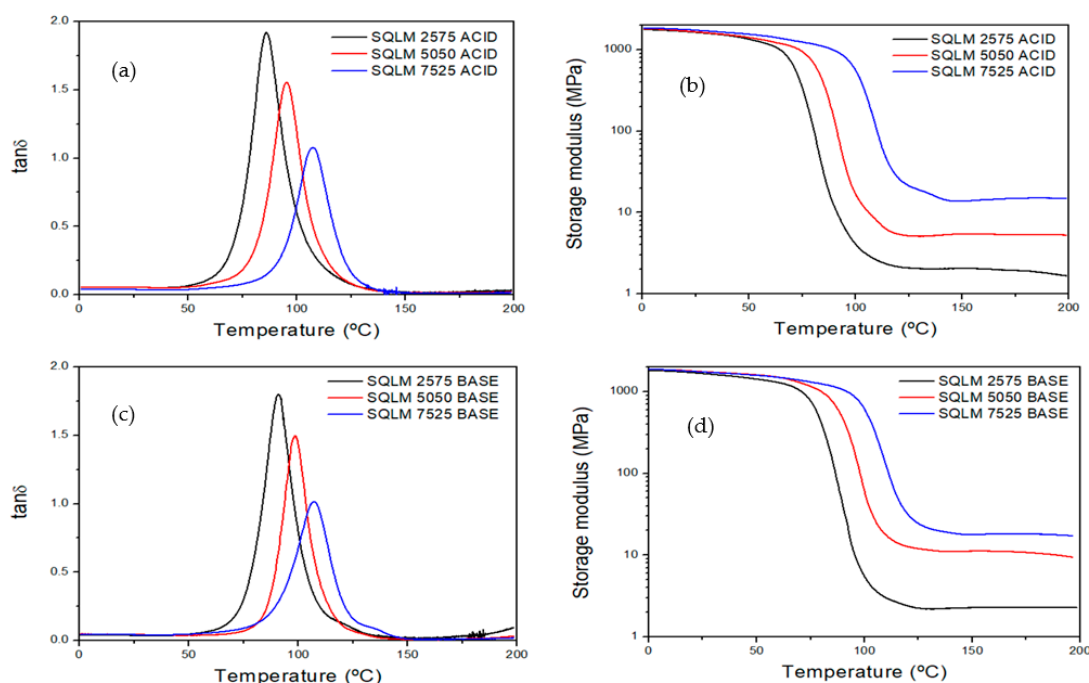 2.0
1.5
1.0
0.5
0.0
tanδ
(a)
SQLM 2575 ACID
SQLM 5050 ACID
SQLM 7525 ACID
0
50
100
150
200
Temperature (ºC)
1000
100
10
1
Storage modulus (MPa)
SQLM 2575 ACID
SQLM 5050 ACID
SQLM 7525 ACID
(b)
0
50
100
150
200
Temperature (ºC)
2.0
1.5
1.0
0.5
0.0
tanδ
(c)
SQLM 2575 BASE
SQLM 5050 BASE
SQLM 7525 BASE
0
50
100
150
200
Temperature (ºC)
1000
100
10
1
Storage modulus (MPa)
SQLM 2575 BASE
SQLM 5050 BASE
SQLM 7525 BASE
(d)
0
50
100
150
200
Temperature (ºC)